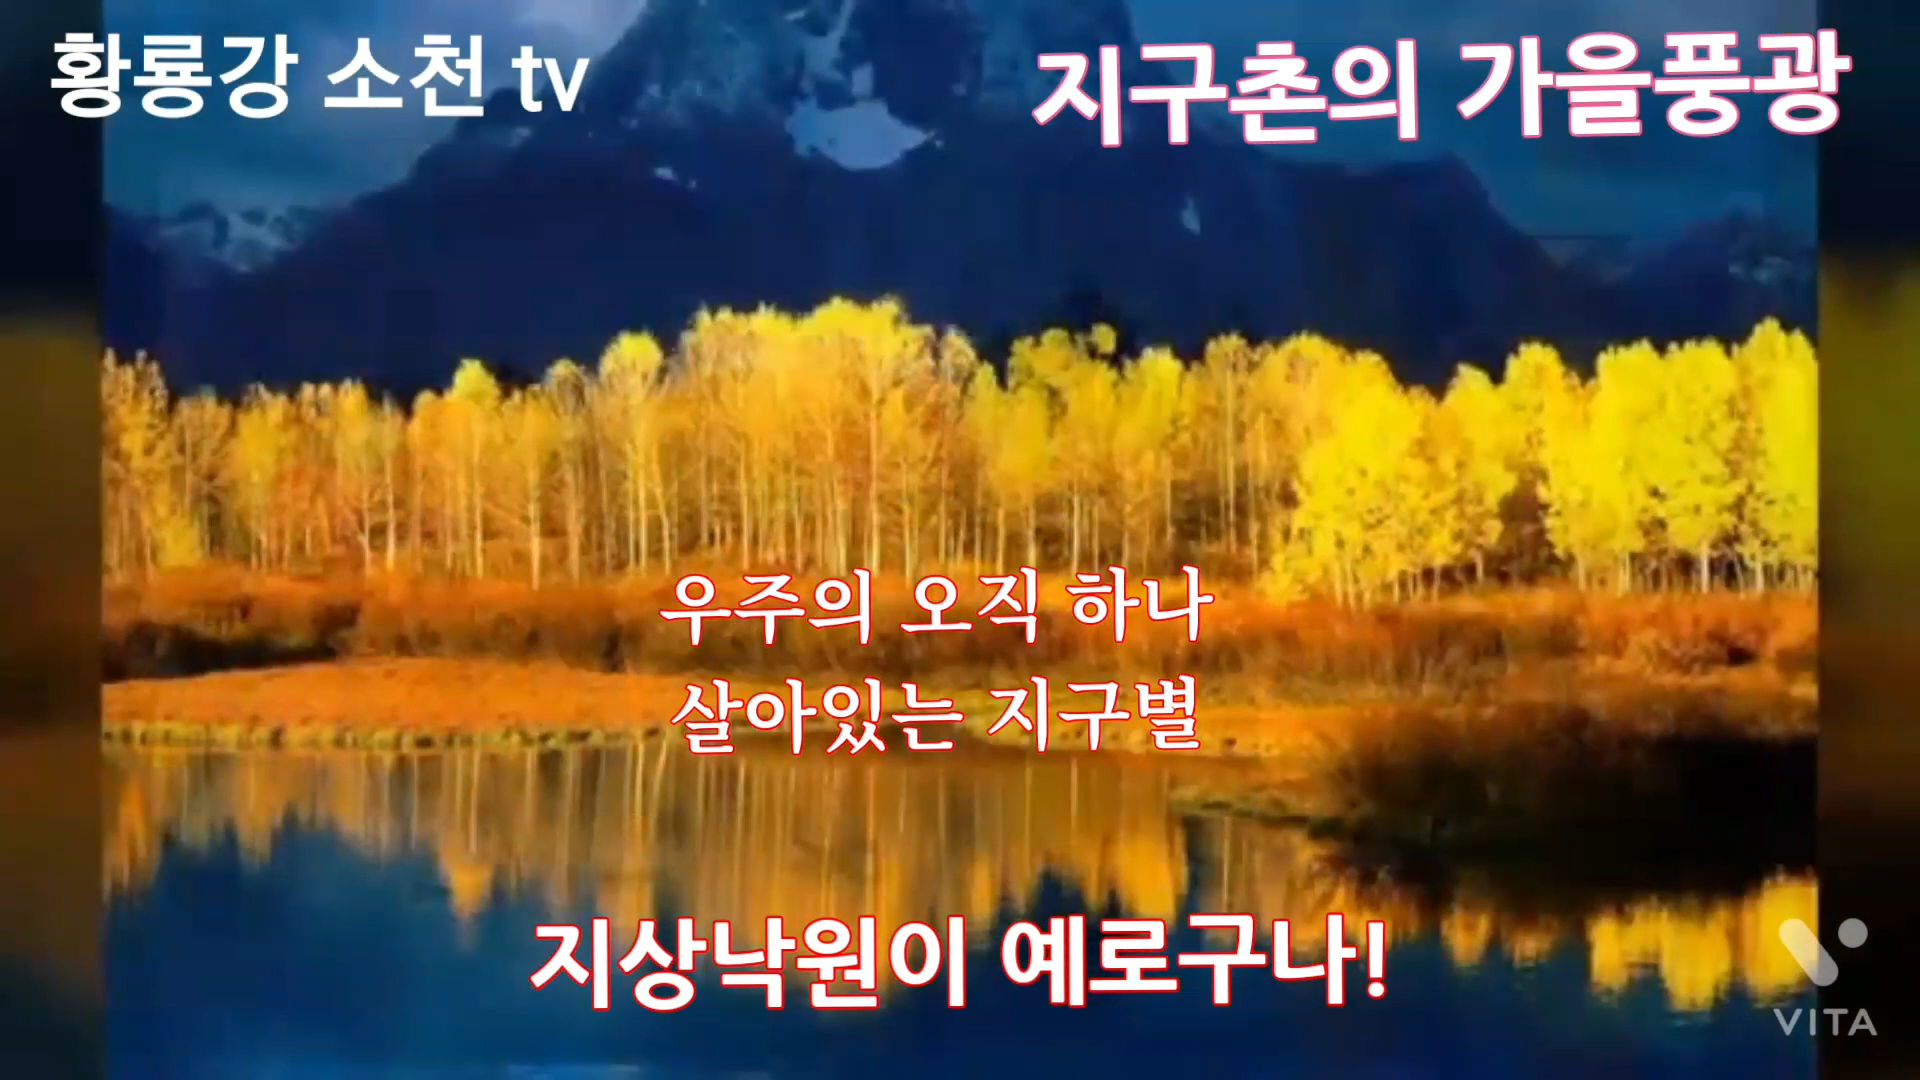 황룡강 소천 tv
지구촌의 가을풍광
우주의 오직 하나
살아있는 지구별
지상낙원이 예로구나!
VITA